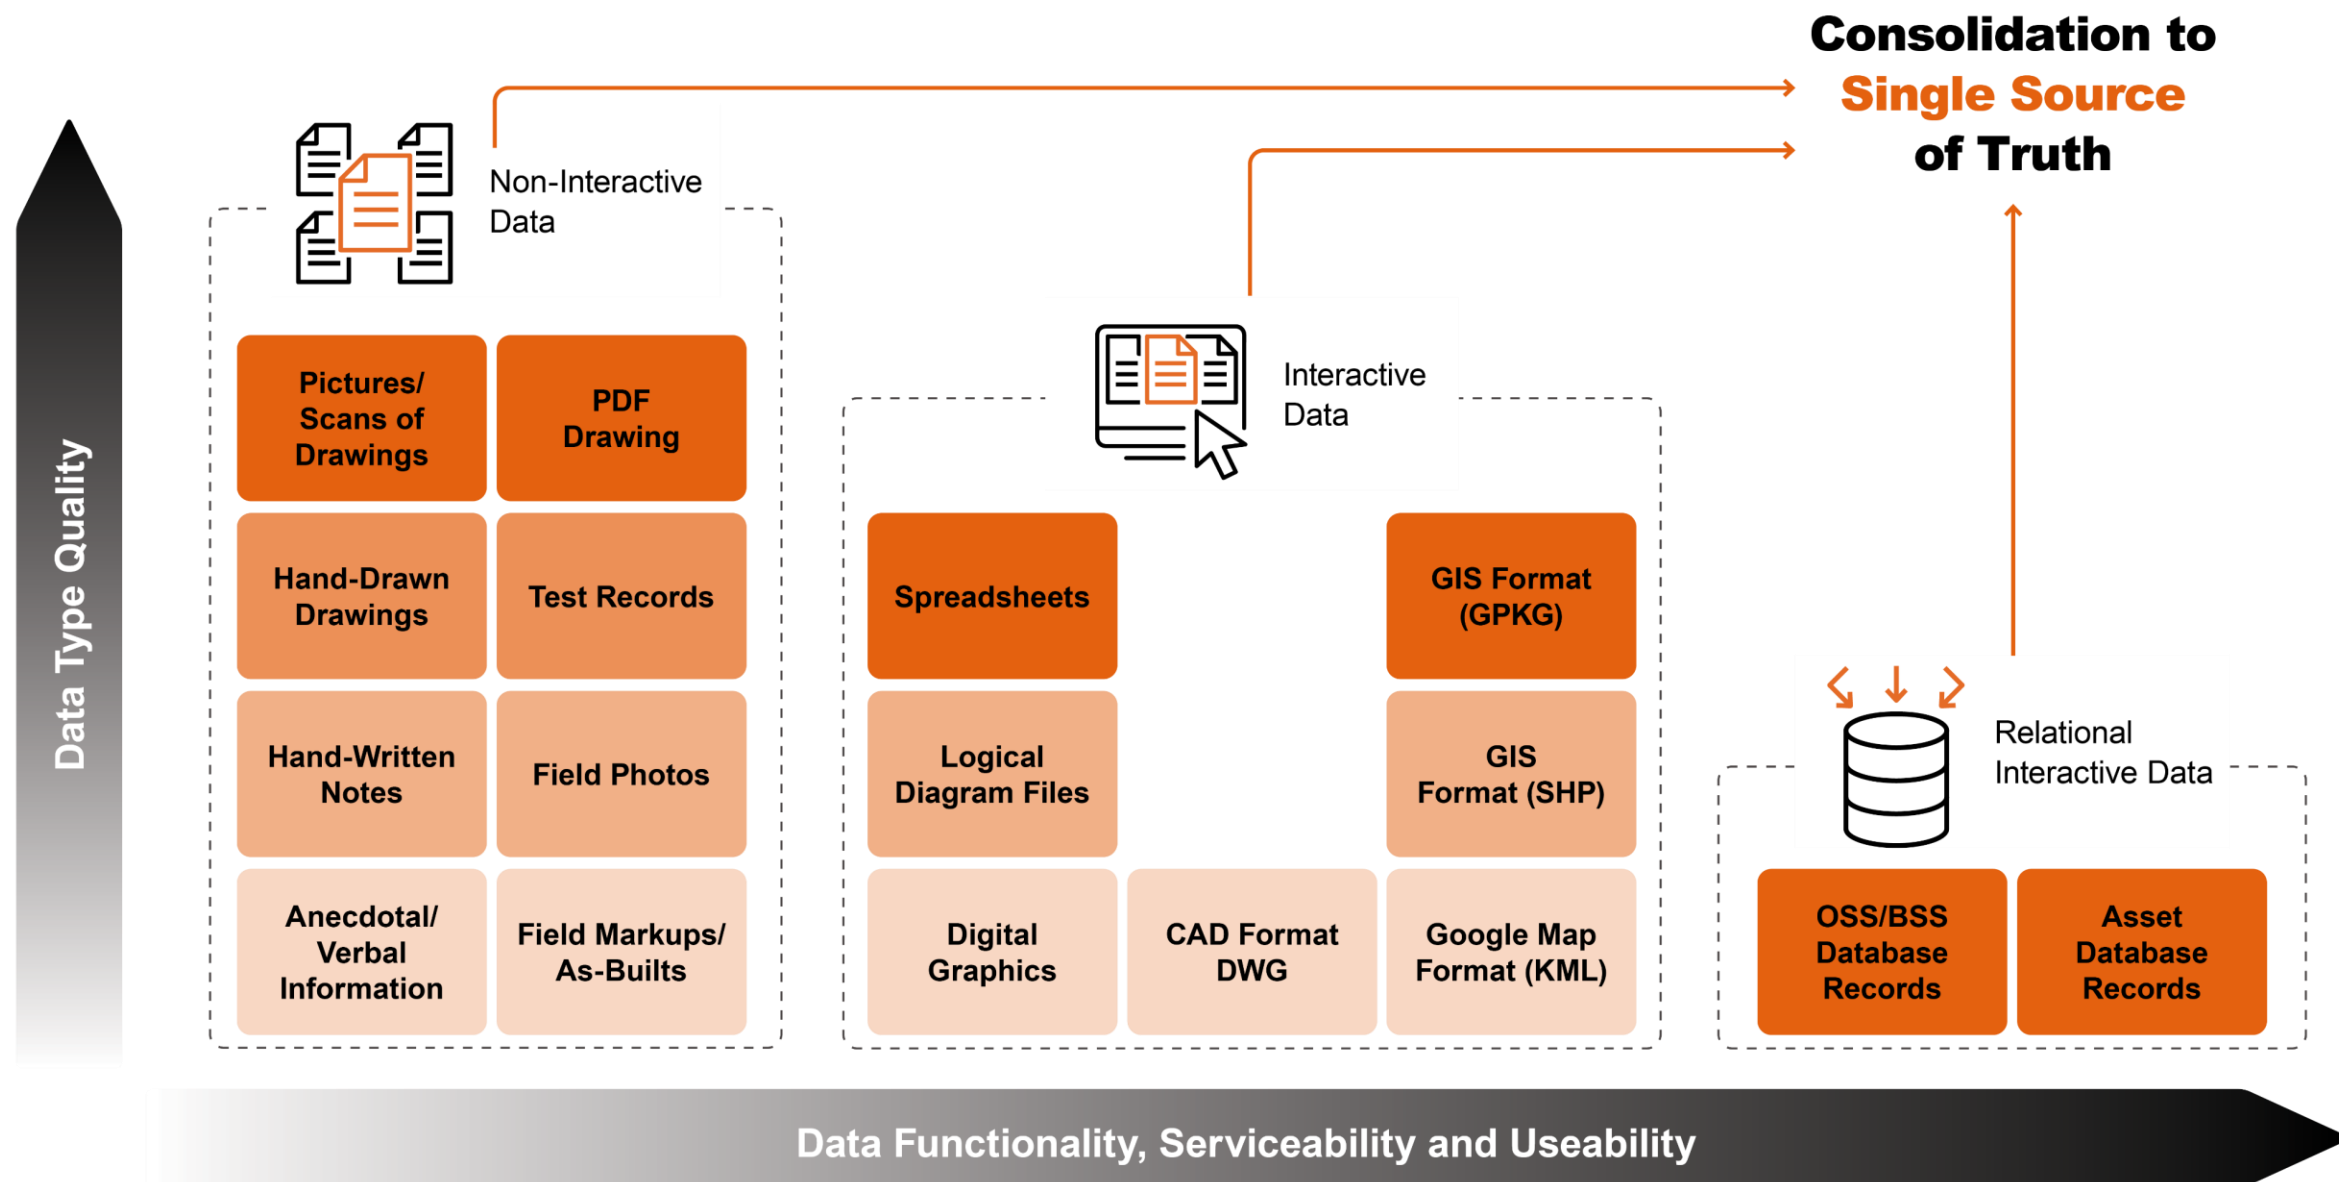 Consolidation to
Single Source
of Truth
Non-Interactive
Data
Pictures/
Scans of
Drawings
PDF
Drawing
Hand-Drawn
Drawings
Test Records
Hand-Written
Notes
Field Photos
Anecdotal/
Verbal
Information
Field Markups/
As-Builts
Interactive
Data
Spreadsheets
GIS Format
(GPKG)
Logical
Diagram Files
GIS
Format (SHP)
Digital
Graphics
CAD Format
DWG
Google Map
Format (KML)
Relational
Interactive Data
OSS/BSS
Database
Records
Asset
Database
Records
Data Type Quality
Data Functionality, Serviceability and Useability